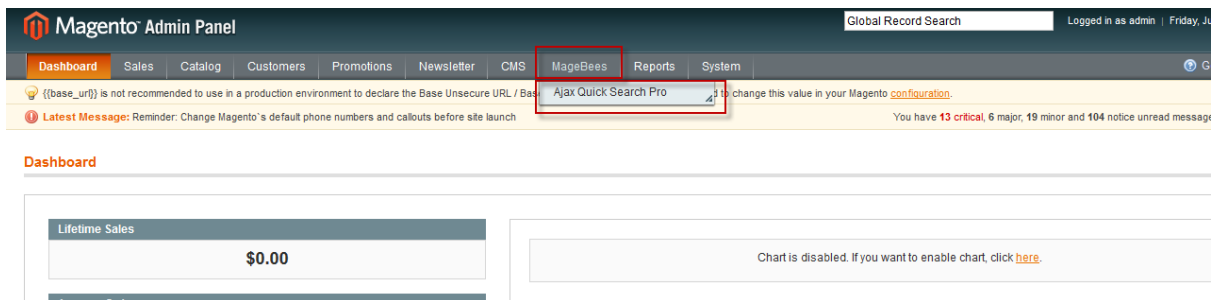 Magento Admin Panel
Global Record Search
Logged in as admin | Friday,
Dashboard Sales Catalog Customers Promotions Newsletter CMS MageBees Reports System
{{base_url}} is not recommended to use in a production environment to declare the Base Unsecure URL /
Ajax Quick Search Pro
to change this value in your Magento configuration.
Latest Message: Reminder: Change Magento`s default phone numbers and callouts before site launch
You have 13 critical, 6 major, 19 minor and 104 notice unread message
Dashboard
Lifetime Sales
$0.00
Chart is disabled. If you want to enable chart, click here.